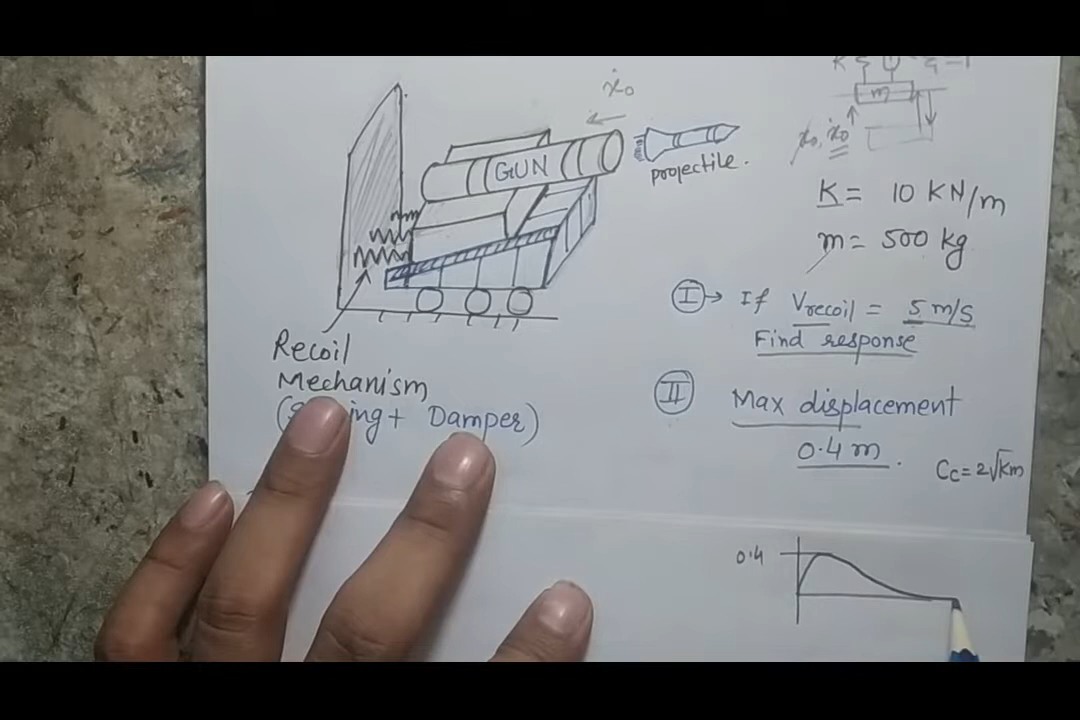 ẋ₀
GUN
projectile.
Recoil
Mechanism
(ing + Damper)
m
x₀, ẋ₀
K = 10 KN/m
m = 500 kg
I → If Vrecoil = 5 m/s
Find response
II Max displacement
0.4 m.
Cc = 2√km
0.4